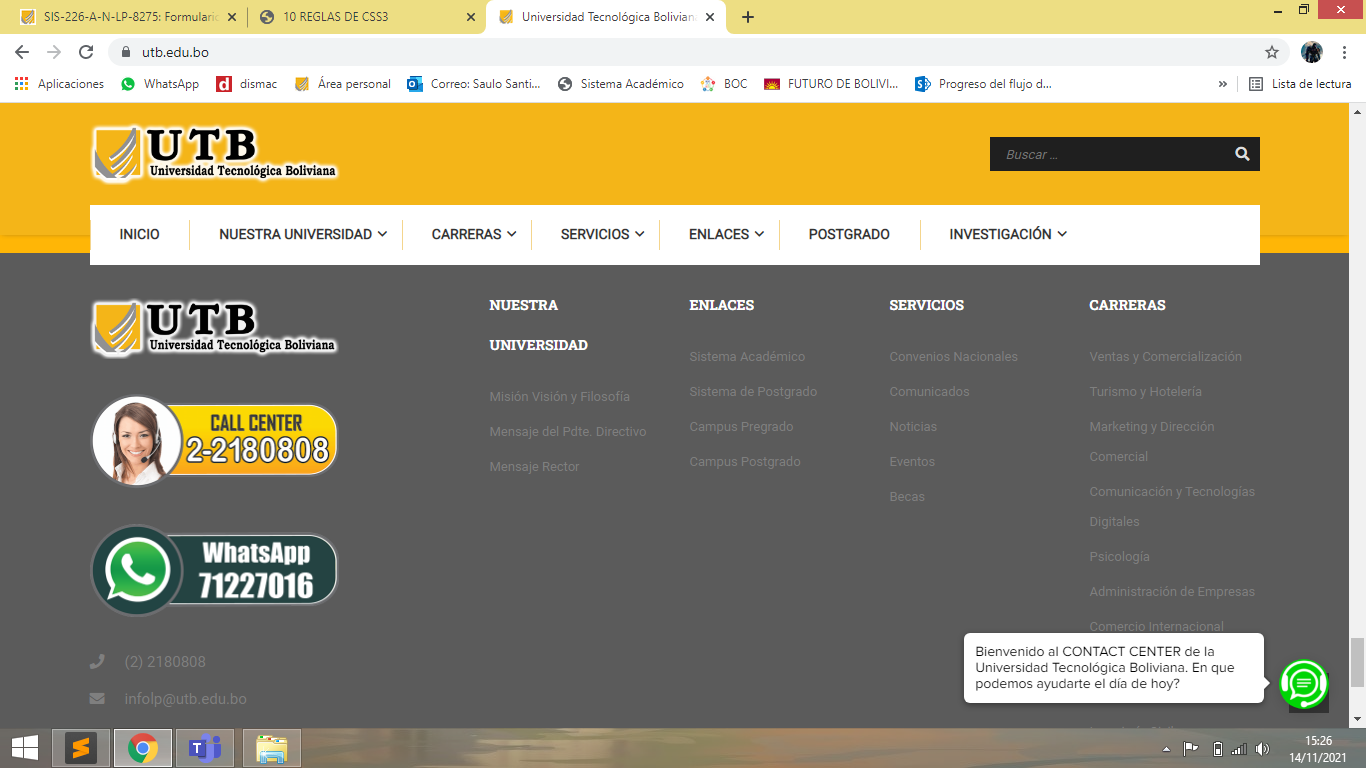 SIS-226-A-N-LP-8275: Formulario
10 REGLAS DE CSS3
Universidad Tecnológica Boliviana
utb.edu.bo
Aplicaciones
WhatsApp
dismac
Área personal
Correo: Saulo Santi...
Sistema Académico
BOC
FUTURO DE BOLIVI...
Progreso del flujo d...
»
Lista de lectura
UTB
Universidad Tecnológica Boliviana
Buscar ...
INICIO
NUESTRA UNIVERSIDAD
CARRERAS
SERVICIOS
ENLACES
POSTGRADO
INVESTIGACIÓN
UTB
Universidad Tecnológica Boliviana
CALL CENTER
2-2180808
WhatsApp
71227016
(2) 2180808
infolp@utb.edu.bo
NUESTRA
UNIVERSIDAD
Misión Visión y Filosofía
Mensaje del Pdte. Directivo
Mensaje Rector
ENLACES
Sistema Académico
Sistema de Postgrado
Campus Pregrado
Campus Postgrado
SERVICIOS
Convenios Nacionales
Comunicados
Noticias
Eventos
Becas
CARRERAS
Ventas y Comercialización
Turismo y Hotelería
Marketing y Dirección
Comercial
Comunicación y Tecnologías
Digitales
Psicología
Administración de Empresas
Comercio Internacional
Bienvenido al CONTACT CENTER de la
Universidad Tecnológica Boliviana. En que
podemos ayudarte el día de hoy?
15:26
14/11/2021